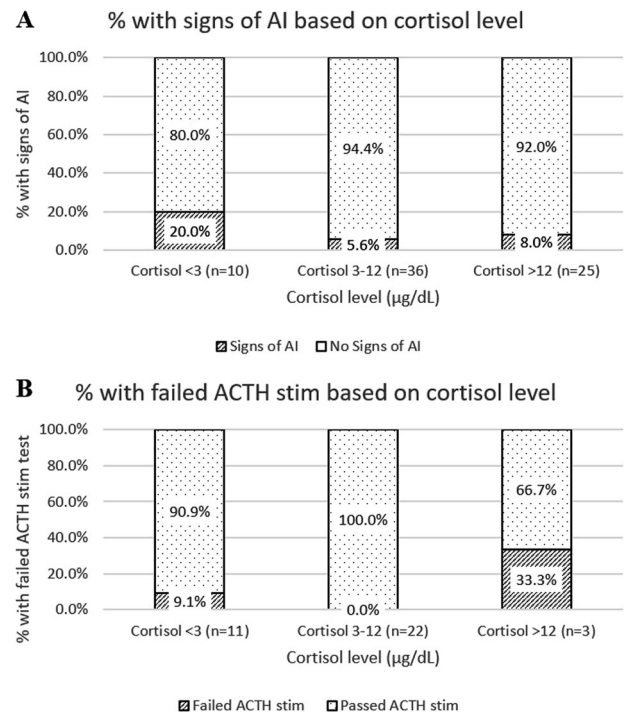 A % with signs of AI based on cortisol level
% with signs of AI
100.0%
80.0%
60.0%
40.0%
20.0%
0.0%
80.0% 94.4% 92.0%
20.0% 5.6% 8.0%
Cortisol <3 (n=10) Cortisol 3-12 (n=36) Cortisol >12 (n=25)
Cortisol level (µg/dL)
Signs of AI No Signs of AI
B % with failed ACTH stim based on cortisol level
% with failed ACTH stim test
100.0%
80.0%
60.0%
40.0%
20.0%
0.0%
90.9% 100.0% 66.7%
9.1% 0.0% 33.3%
Cortisol <3 (n=11) Cortisol 3-12 (n=22) Cortisol >12 (n=3)
Cortisol level (µg/dL)
Failed ACTH stim Passed ACTH stim